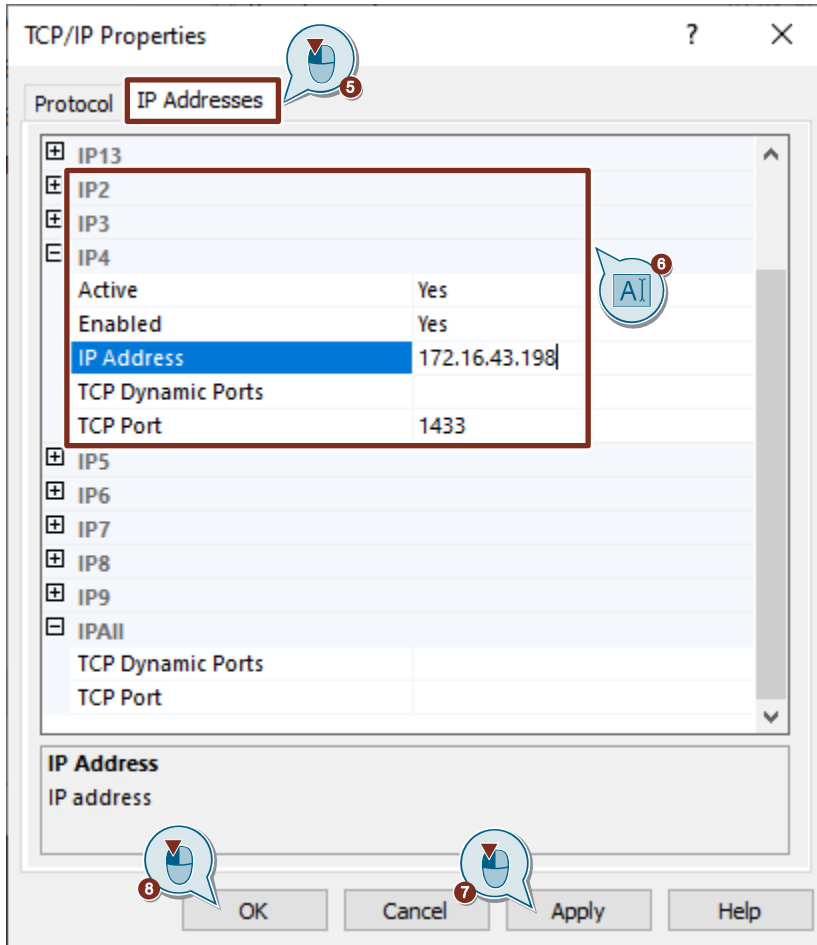 TCP/IP Properties ? ×
5
Protocol IP Addresses
IP13
IP2
IP3
IP4
6
Active Yes
AI
Enabled Yes
IP Address 172.16.43.198
TCP Dynamic Ports
TCP Port 1433
IP5
IP6
IP7
IP8
IP9
IPAll
TCP Dynamic Ports
TCP Port
IP Address
IP address
8 7
OK Cancel Apply Help